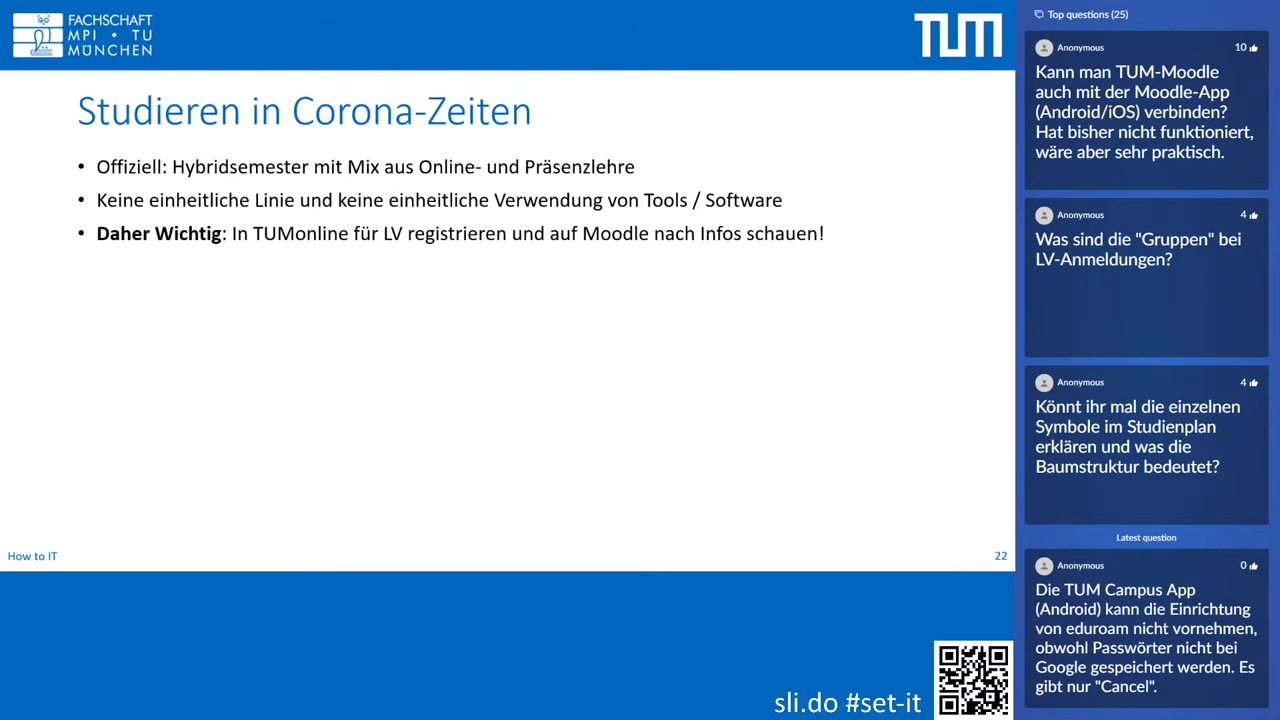 FACHSCHAFT
MPI • TU
MÜNCHEN
TUM
Studieren in Corona-Zeiten
• Offiziell: Hybridsemester mit Mix aus Online- und Präsenzlehre
• Keine einheitliche Linie und keine einheitliche Verwendung von Tools / Software
• Daher Wichtig: In TUMonline für LV registrieren und auf Moodle nach Infos schauen!
How to IT
22
sli.do #set-it
Top questions (25)
Anonymous
10
Kann man TUM-Moodle
auch mit der Moodle-App
(Android/iOS) verbinden?
Hat bisher nicht funktioniert,
wäre aber sehr praktisch.
Anonymous
4
Was sind die "Gruppen" bei
LV-Anmeldungen?
Anonymous
4
Könnt ihr mal die einzelnen
Symbole im Studienplan
erklären und was die
Baumstruktur bedeutet?
Latest question
Anonymous
0
Die TUM Campus App
(Android) kann die Einrichtung
von eduroam nicht vornehmen,
obwohl Passwörter nicht bei
Google gespeichert werden. Es
gibt nur "Cancel".